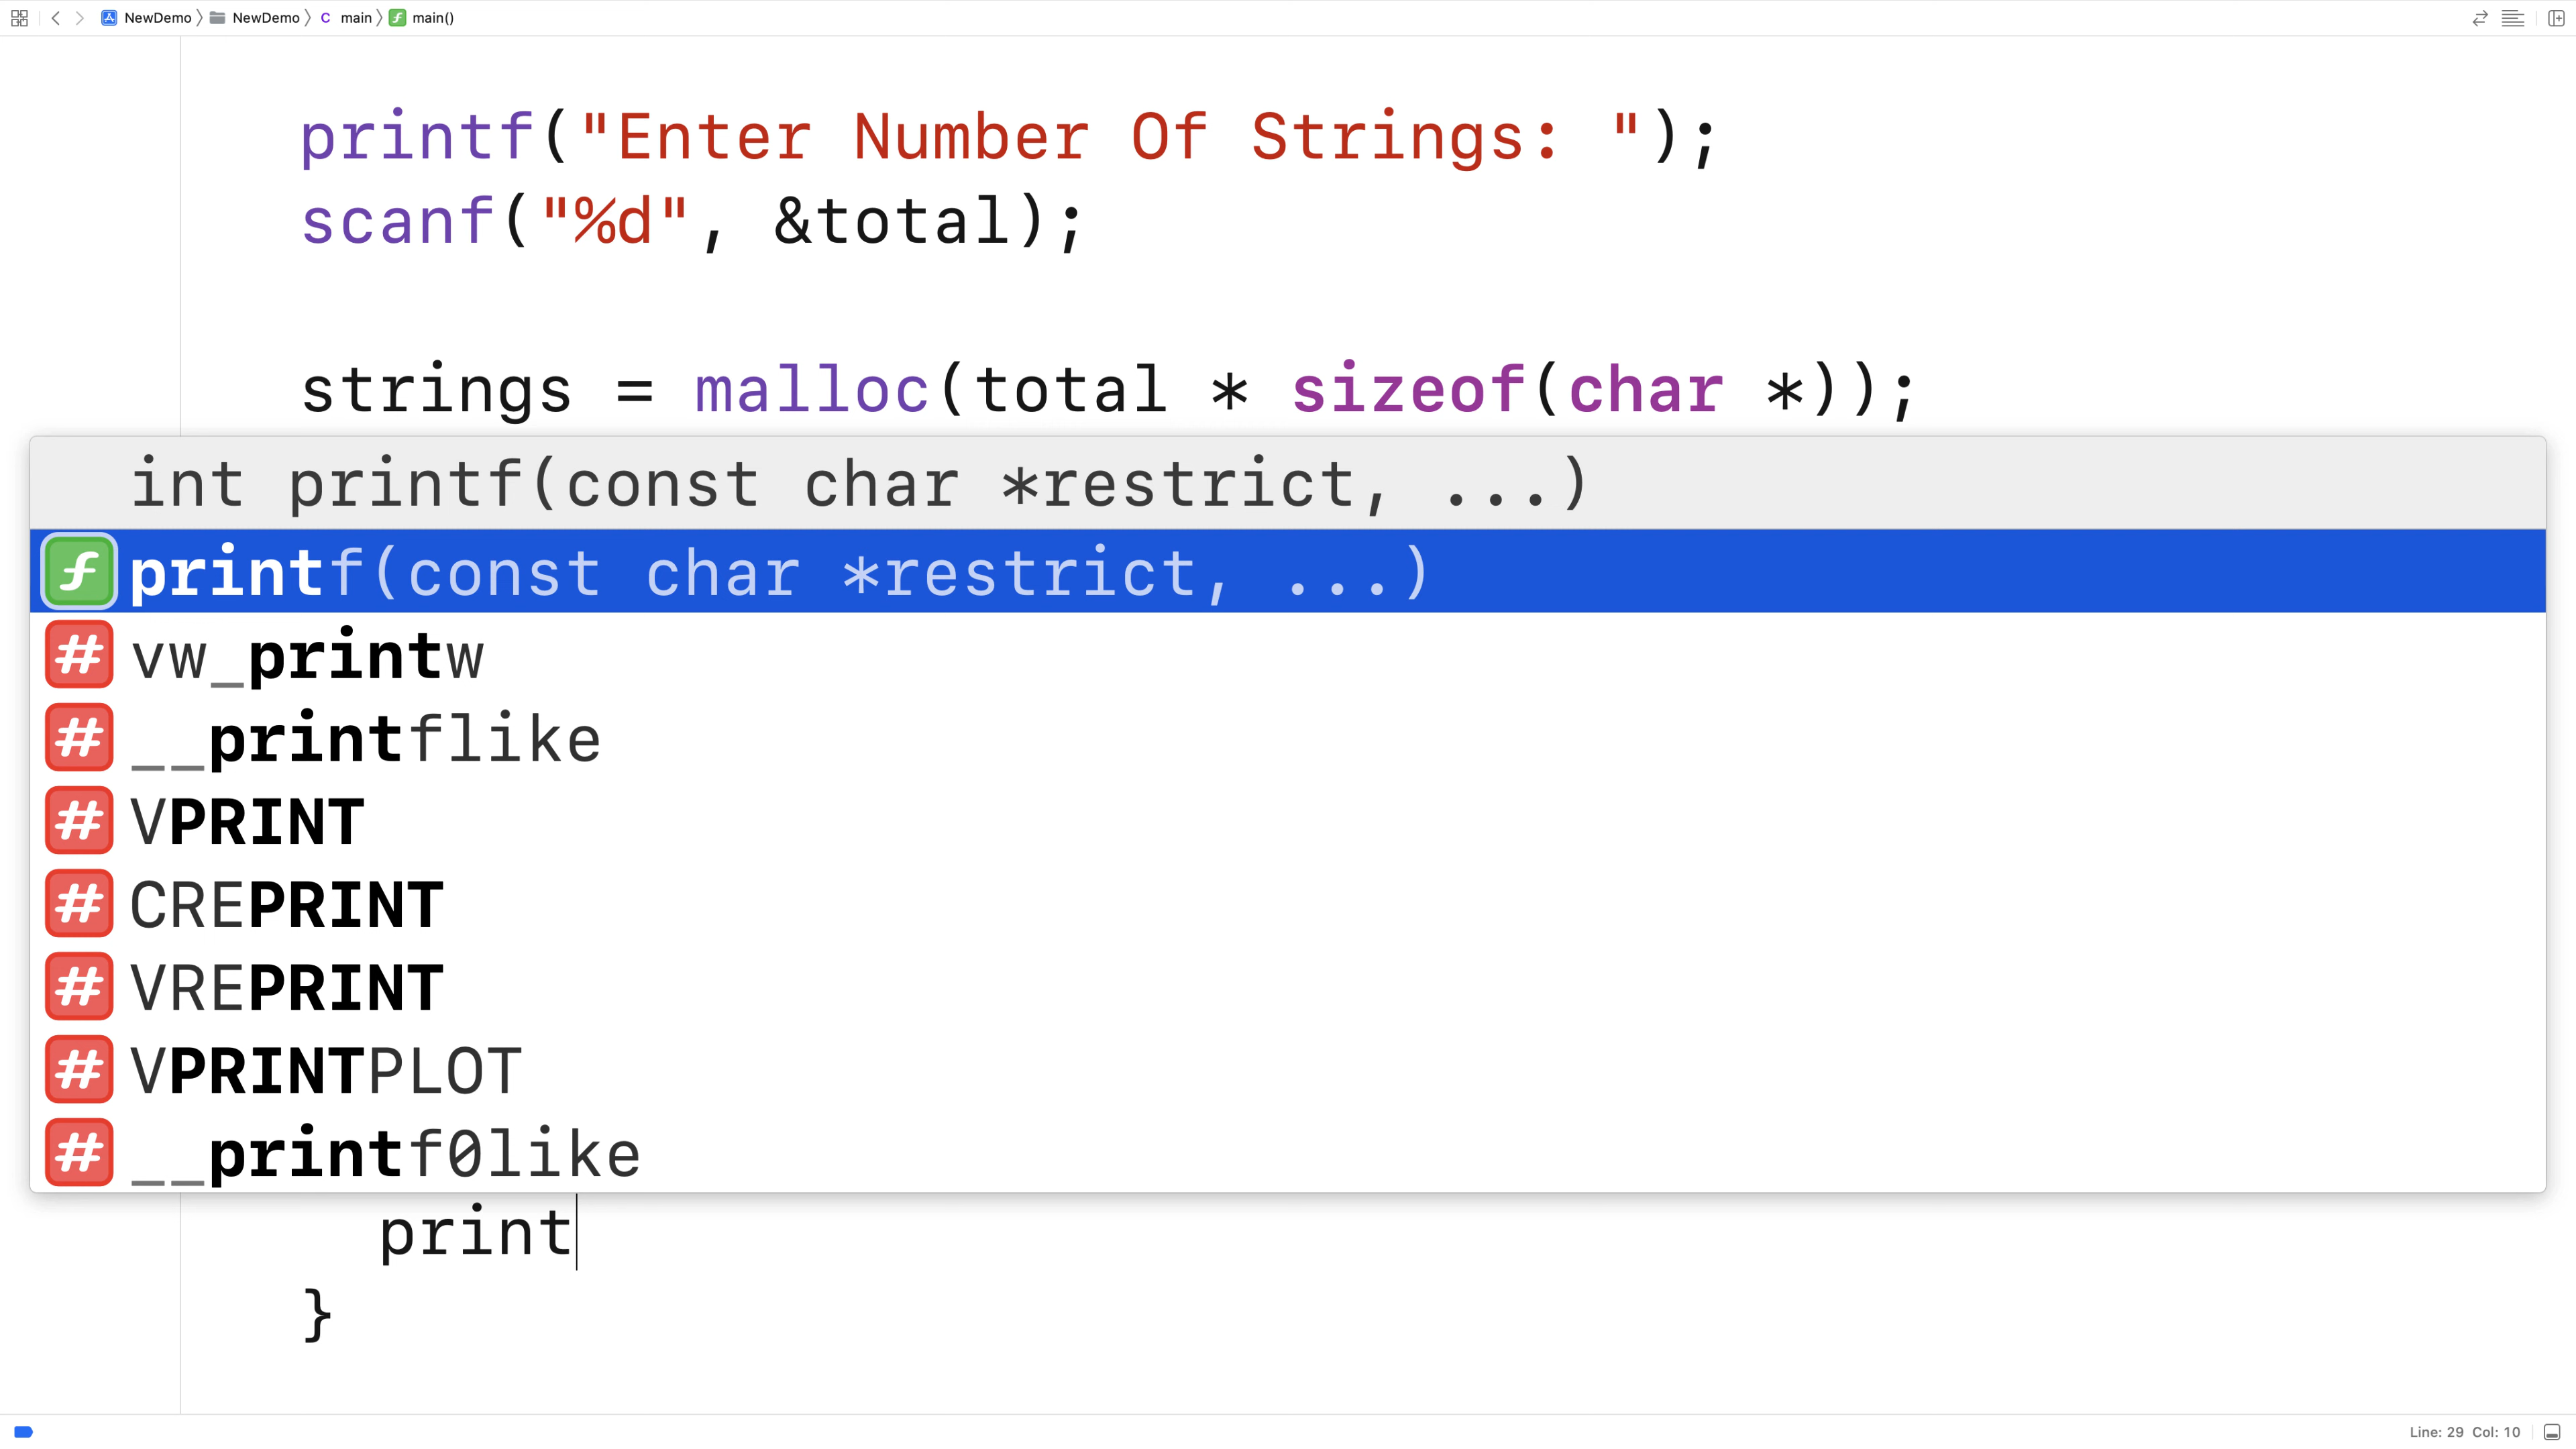 NewDemo NewDemo C main f main()
printf("Enter Number Of Strings: ");
scanf("%d", &total);
strings = malloc(total * sizeof(char *));
int printf(const char *restrict, ...)
f printf(const char *restrict, ...)
# vw_printw
# __printflike
# VPRINT
# CREPRINT
# VREPRINT
# VPRINTPLOT
# __printf0like
print
}
Line: 29 Col: 10